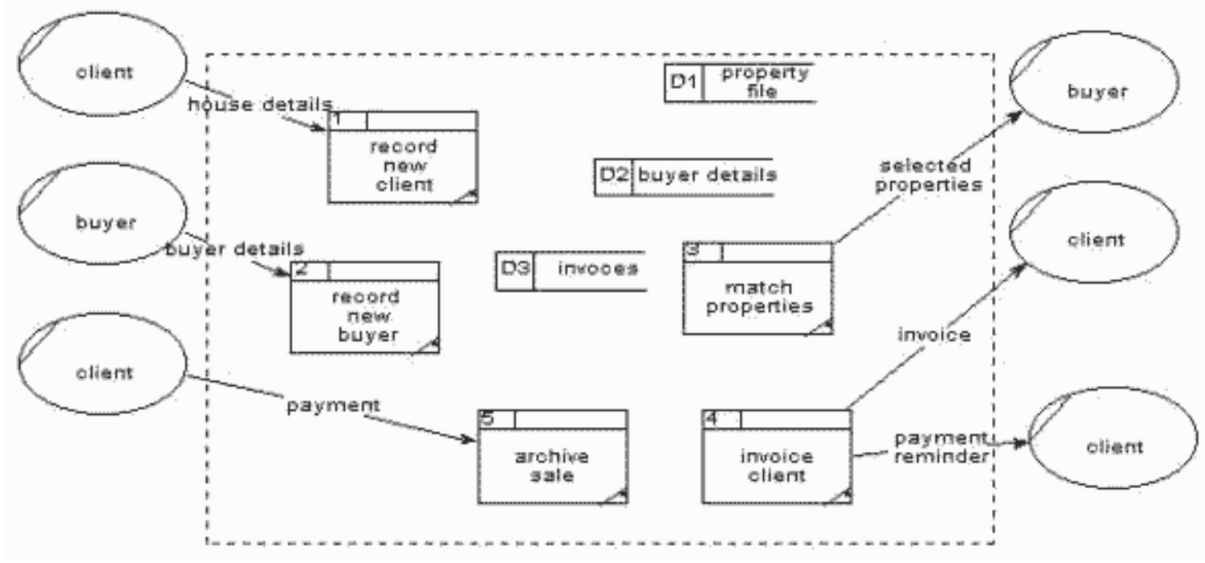 client
house details
1
record
new
client
buyer
buyer details
2
record
new
buyer
client
payment
5
archive
sale
D1
property
file
D2
buyer details
D3
invoces
3
match
properties
4
invoice
client
selected
properties
buyer
invoice
client
payment
reminder
client